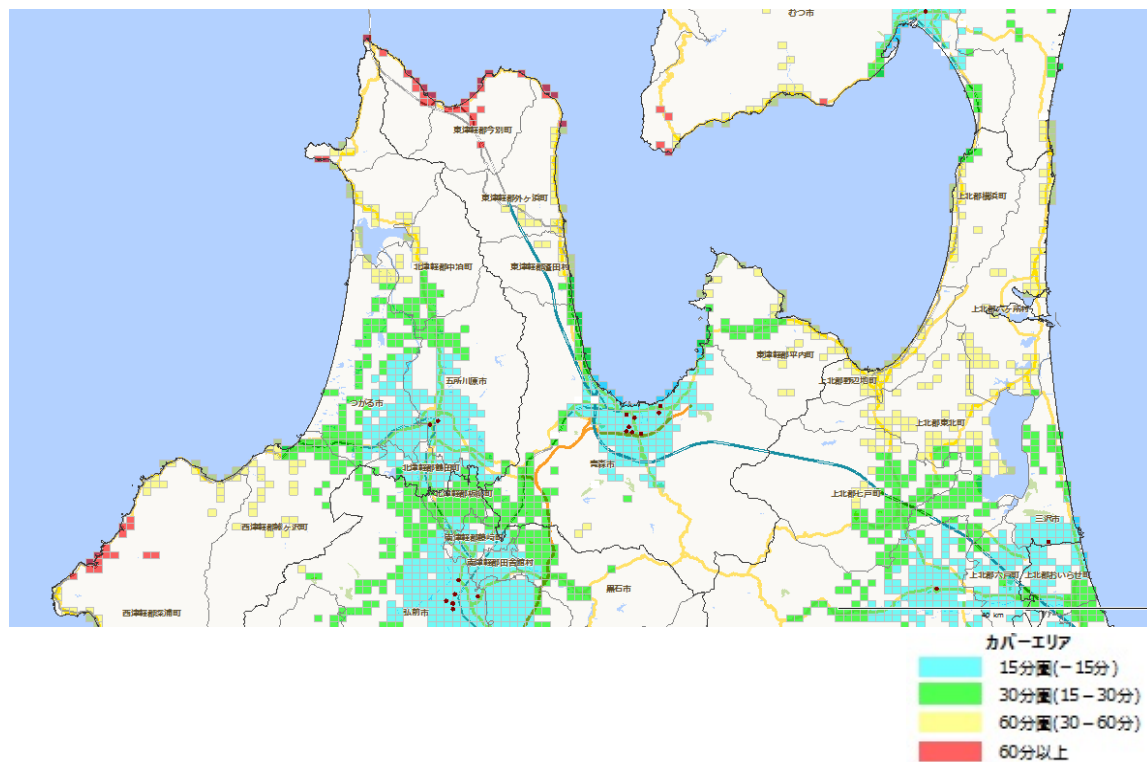 むつ市
東津軽郡今別町
東津軽郡外ヶ浜町
上北郡横浜町
北津軽郡中泊町
東津軽郡蓬田村
上北郡六ヶ所村
東津軽郡平内町
五所川原市
上北郡野辺地町
つがる市
上北郡東北町
北津軽郡鶴田町
青森市
北津軽郡板柳町
上北郡七戸町
西津軽郡鰺ヶ沢町
三沢市
南津軽郡藤崎町
南津軽郡田舎館村
上北郡六戸町
上北郡おいらせ町
黒石市
西津軽郡深浦町
弘前市
カバーエリア
15分圏(-15分)
30分圏(15-30分)
60分圏(30-60分)
60分以上